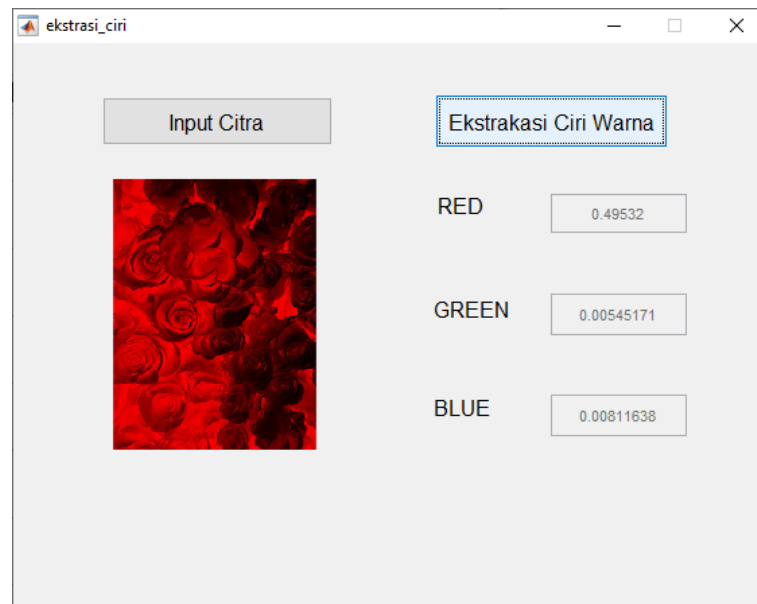 ekstrasi_ciri
Input Citra
Ekstrakasi Ciri Warna
RED
0.49532
GREEN
0.00545171
BLUE
0.00811638